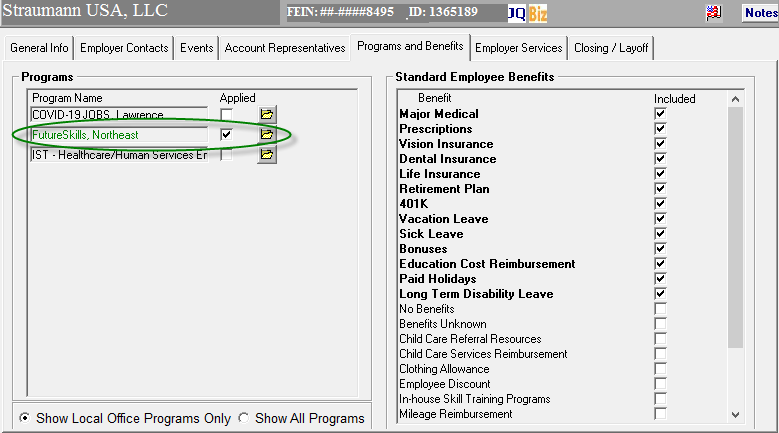 Straumann USA, LLC FEIN: ##-####8495 ID: 1365189 JQ Biz Notes
General Info Employer Contacts Events Account Representatives Programs and Benefits Employer Services Closing / Layoff
Programs
Program Name Applied
COVID-19 JOBS, Lawrence
FutureSkills, Northeast
IST - Healthcare/Human Services Er
Show Local Office Programs Only Show All Programs
Standard Employee Benefits
Benefit Included
Major Medical
Prescriptions
Vision Insurance
Dental Insurance
Life Insurance
Retirement Plan
401K
Vacation Leave
Sick Leave
Bonuses
Education Cost Reimbursement
Paid Holidays
Long Term Disability Leave
No Benefits
Benefits Unknown
Child Care Referral Resources
Child Care Services Reimbursement
Clothing Allowance
Employee Discount
In-house Skill Training Programs
Mileage Reimbursement